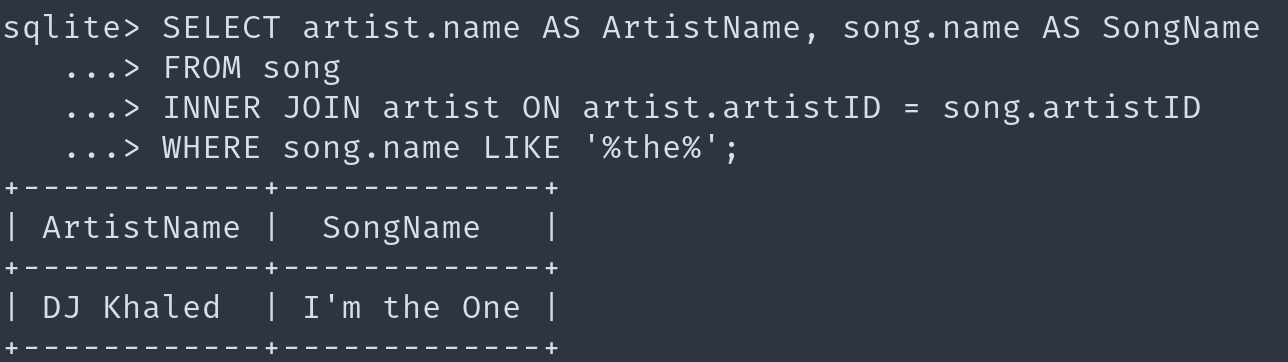 sqlite> SELECT artist.name AS ArtistName, song.name AS SongName
   ...> FROM song
   ...> INNER JOIN artist ON artist.artistID = song.artistID
   ...> WHERE song.name LIKE '%the%';
+------------+-------------+
| ArtistName |  SongName   |
+------------+-------------+
| DJ Khaled  | I'm the One |
+------------+-------------+